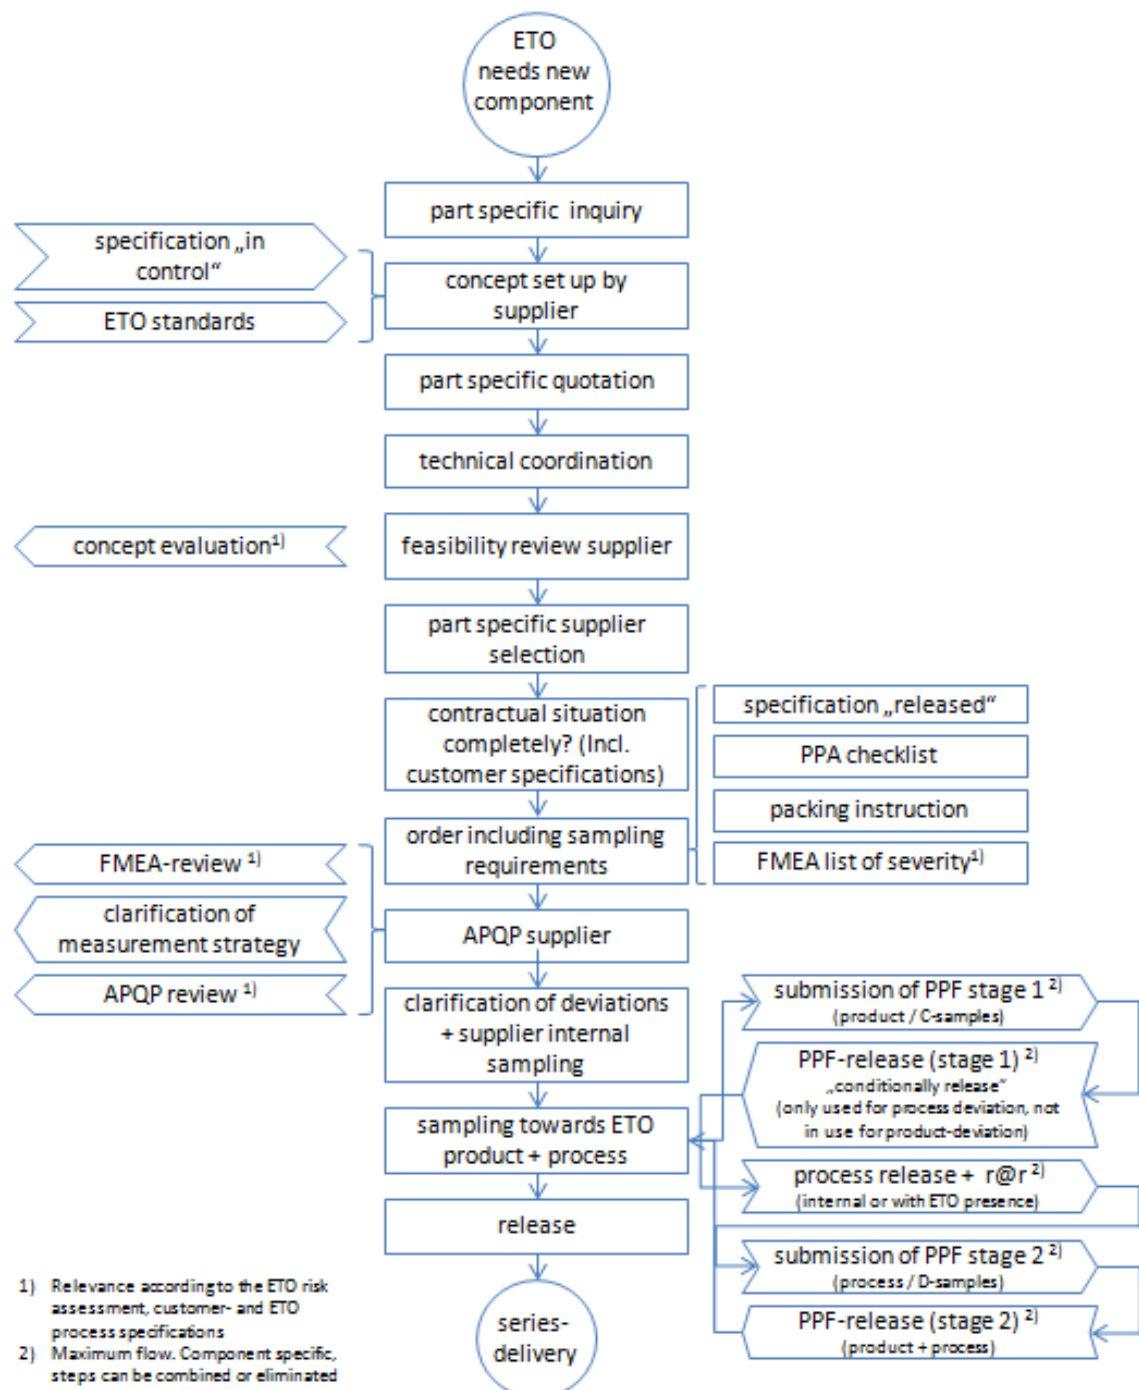 ETO
needs new
component
part specific inquiry
specification „in
control“
ETO standards
concept set up by
supplier
part specific quotation
technical coordination
concept evaluation1)
feasibility review supplier
part specific supplier
selection
contractual situation
completely? (Incl.
customer specifications)
specification „released“
PPA checklist
packing instruction
FMEA list of severity1)
order including sampling
requirements
FMEA-review 1)
clarification of
measurement strategy
APQP review 1)
APQP supplier
clarification of deviations
+ supplier internal
sampling
submission of PPF stage 1 2)
(product / C-samples)
PPF-release (stage 1) 2)
„conditionally release“
(only used for process deviation, not
in use for product-deviation)
sampling towards ETO
product + process
process release + r@r 2)
(internal or with ETO presence)
release
submission of PPF stage 2 2)
(process / D-samples)
PPF-release (stage 2) 2)
(product + process)
series-
delivery
1) Relevance according to the ETO risk
assessment, customer- and ETO
process specifications
2) Maximum flow. Component specific,
steps can be combined or eliminated